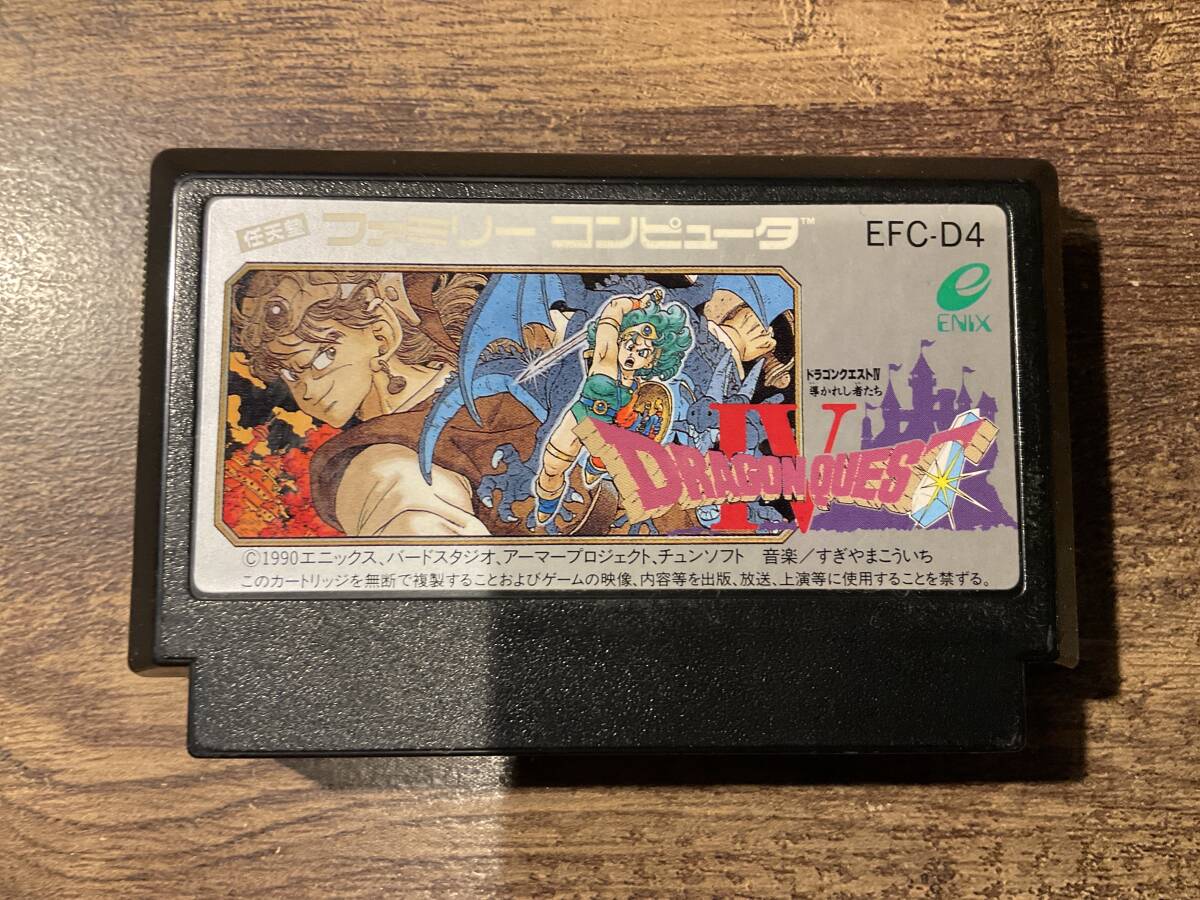 任天堂 ファミリー コンピュータ™
EFC-D4
e
ENIX
ドラゴンクエストIV
導かれし者たち
IV
DRAGON QUEST
©1990エニックス、バードスタジオ、アーマープロジェクト、チュンソフト 音楽/すぎやまこういち
このカートリッジを無断で複製することおよびゲームの映像、内容等を出版、放送、上演等に使用することを禁ずる。